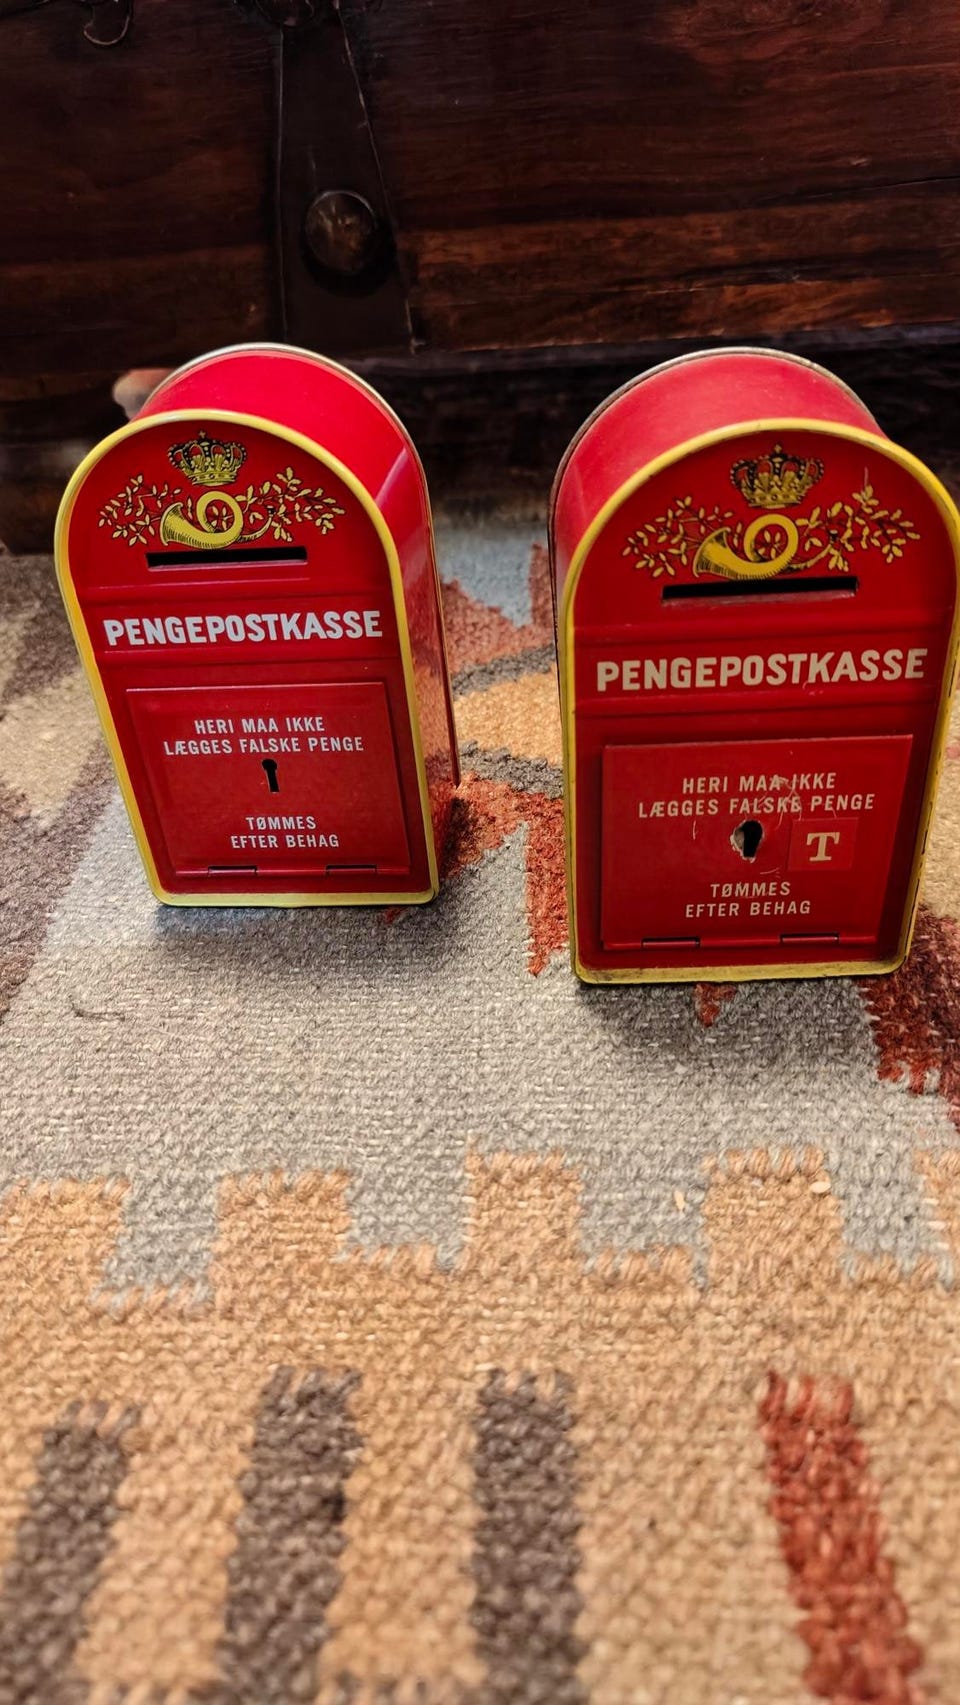 PENGEPOSTKASSE
HERI MAA IKKE
LÆGGES FALSKE PENGE
TØMMES
EFTER BEHAG
PENGEPOSTKASSE
HERI MAA IKKE
LÆGGES FALSKE PENGE
T
TØMMES
EFTER BEHAG